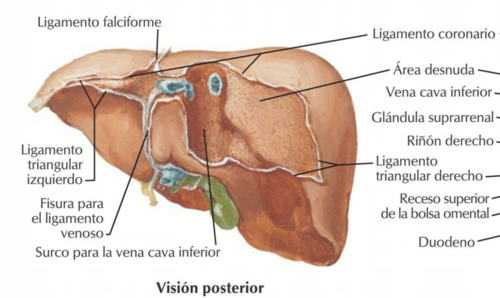 Ligamento falciforme
Ligamento coronario
Área desnuda
Vena cava inferior
Glándula suprarrenal
Riñón derecho
Ligamento
triangular derecho
Receso superior
de la bolsa omental
Duodeno
Ligamento
triangular
izquierdo
Fisura para
el ligamento
venoso
Surco para la vena cava inferior
Visión posterior